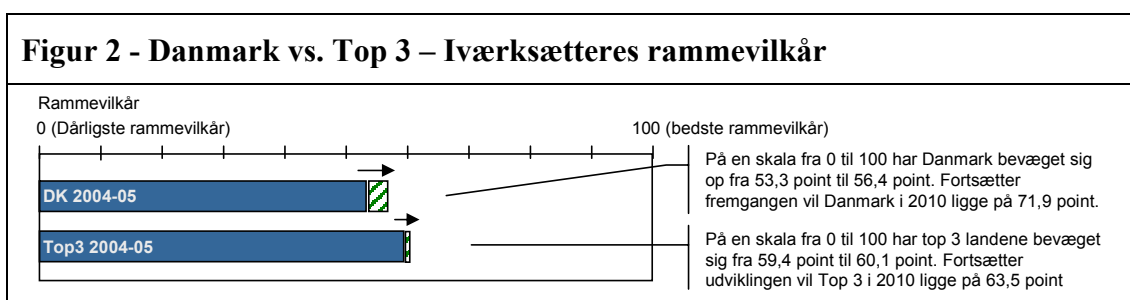 Figur 2 - Danmark vs. Top 3 – Iværksætteres rammevilkår
Rammevilkår
0 (Dårligste rammevilkår)
100 (bedste rammevilkår)
DK 2004-05
På en skala fra 0 til 100 har Danmark bevæget sig
op fra 53,3 point til 56,4 point. Fortsætter
fremgangen vil Danmark i 2010 ligge på 71,9 point.
Top3 2004-05
På en skala fra 0 til 100 har top 3 landene bevæget
sig fra 59,4 point til 60,1 point. Fortsætter
udviklingen vil Top 3 i 2010 ligge på 63,5 point